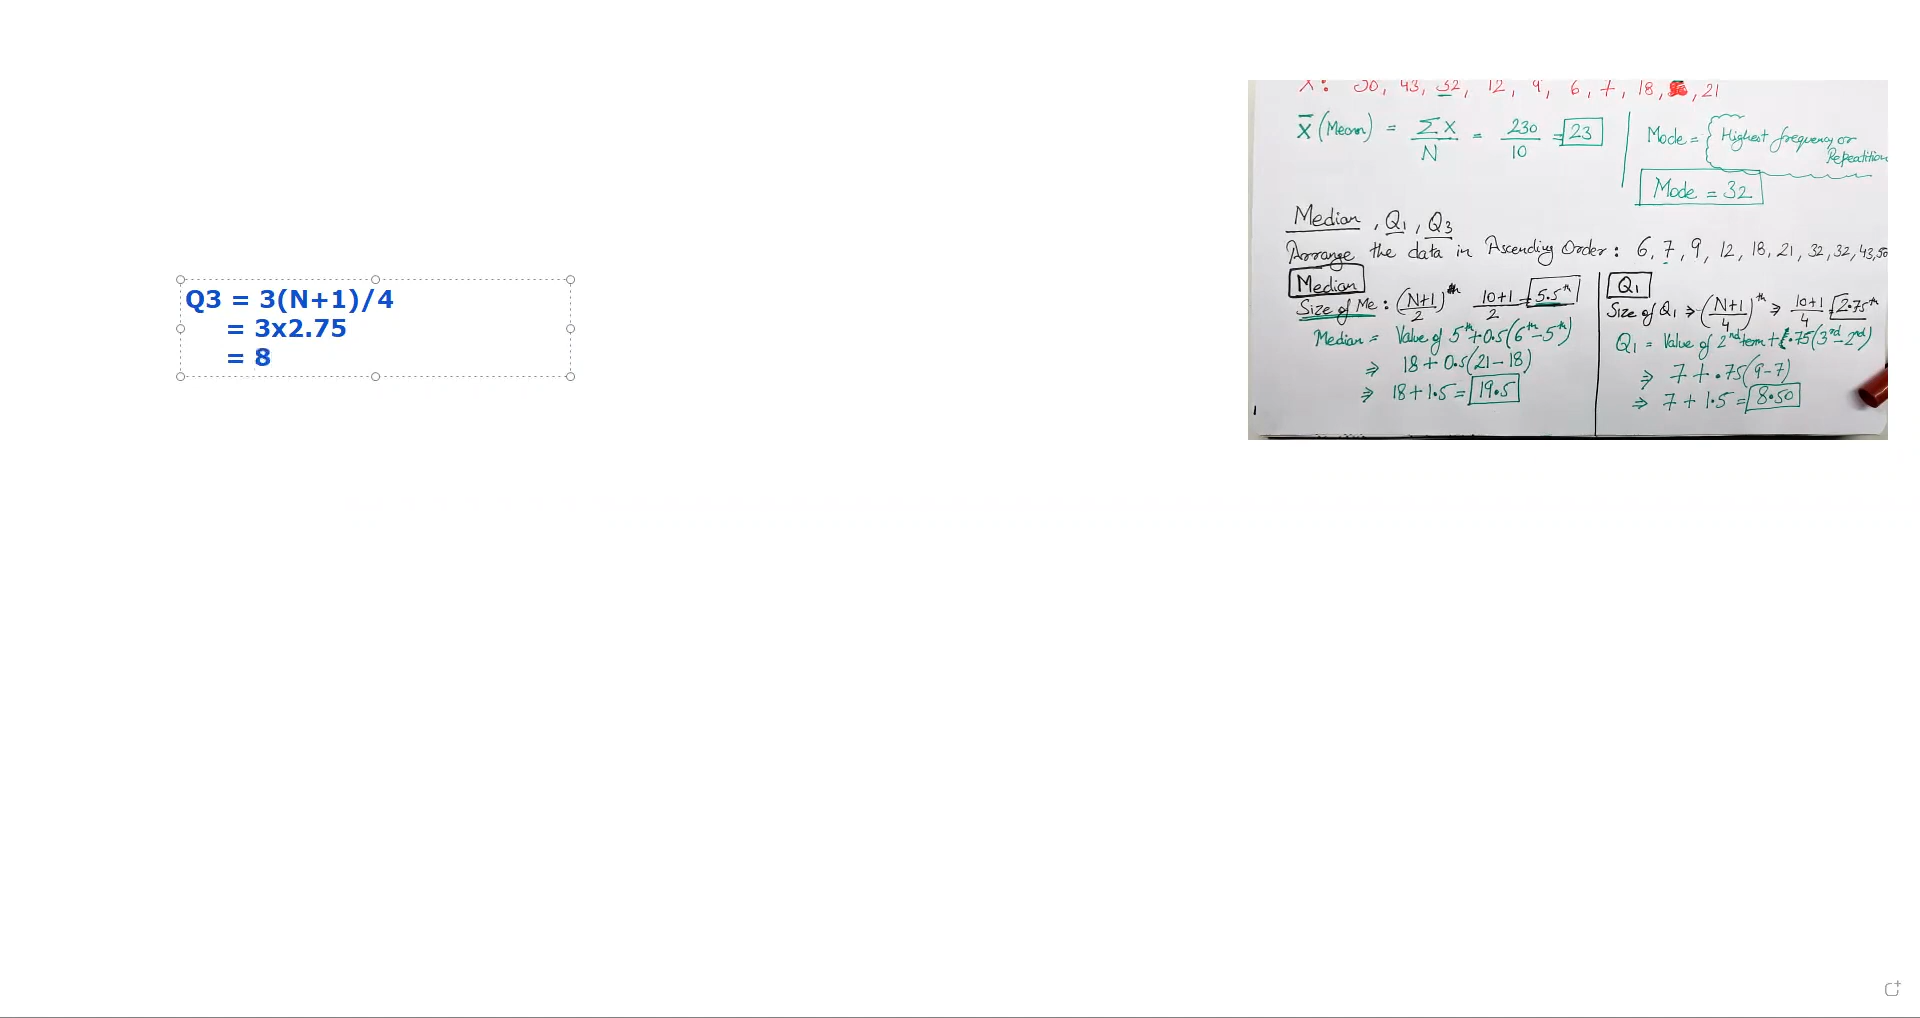 Q3 = 3(N+1)/4
= 3x2.75
= 8
X: 50, 43, 32, 12, 9, 6, 7, 18, , 21
X̄ (Mean) = ΣX/N = 230/10 = 23
Mode = Highest frequency or
Repeatition
Mode = 32
Median, Q1, Q3
Arrange the data in Ascending Order: 6, 7, 9, 12, 18, 21, 32, 32, 43, 50
Median
Size of Me: (N+1/2)th 10+1/2 = 5.5th
Median = Value of 5th + 0.5(6th – 5th)
⇒ 18 + 0.5(21 – 18)
⇒ 18 + 1.5 = 19.5
Q1
Size of Q1 ⇒ (N+1/4)th ⇒ 10+1/4 = 2.75th
Q1 = Value of 2nd term + .75(3rd – 2nd)
⇒ 7 + .75(9-7)
⇒ 7 + 1.5 = 8.50